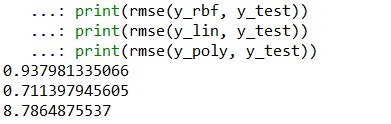 ...: print(rmse(y_rbf, y_test))
...: print(rmse(y_lin, y_test))
...: print(rmse(y_poly, y_test))
0.937981335066
0.711397945605
8.7864875537